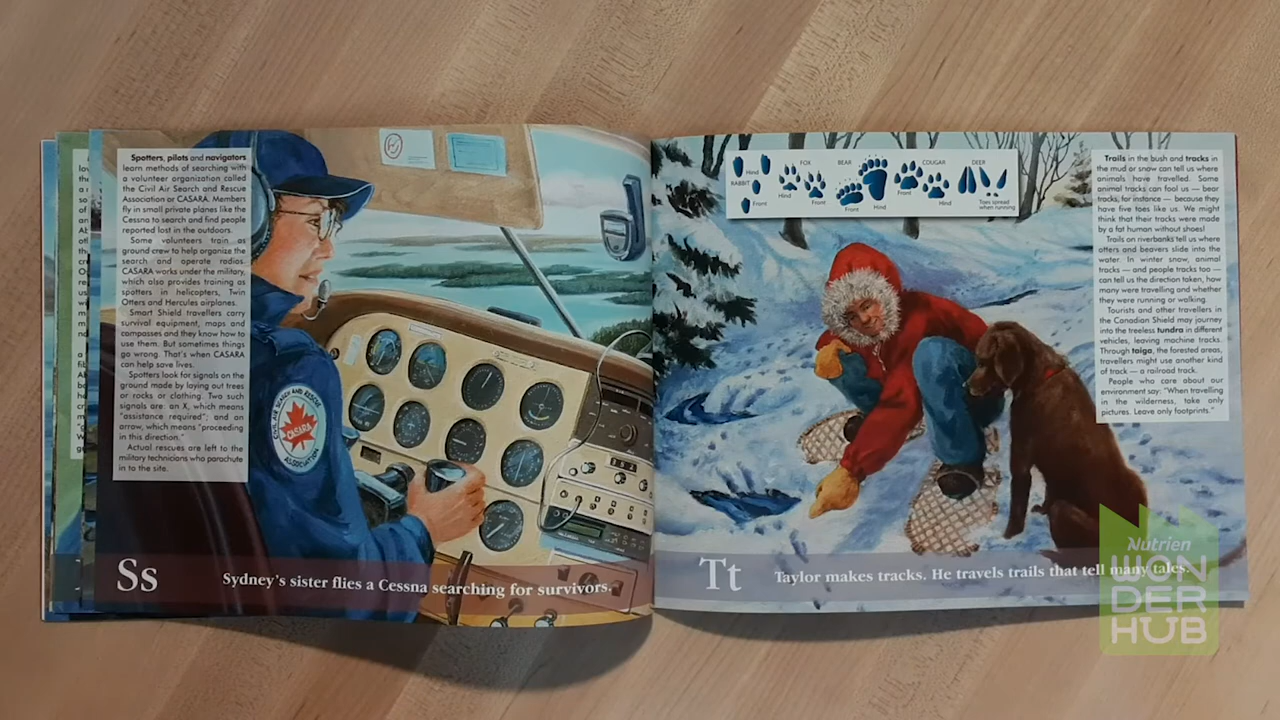 Spotters, pilots and navigators
learn methods of searching with
a volunteer organization called
the Civil Air Search and Rescue
Association or CASARA. Members
fly in small private planes like the
Cessna to search and find people
reported lost in the outdoors.
Some volunteers train as
ground crew to help organize the
search and operate radios.
CASARA works under the military,
which also provides training as
spotters in helicopters, Twin
Otters and Hercules airplanes.
Smart Shield travellers carry
survival equipment, maps and
compasses and they know how to
use them. But sometimes things
go wrong. That's when CASARA
can help save lives.
Spotters look for signals on the
ground made by laying out trees
or rocks or clothing. Two such
signals are: an X, which means
"assistance required"; and an
arrow, which means "proceeding
in this direction."
Actual rescues are left to the
military technicians who parachute
in to the site.
CIVIL AIR SEARCH AND RESCUE
CASARA
ASSOCIATION
Ss
Sydney's sister flies a Cessna searching for survivors.
RABBIT
Hind
Front
FOX
Hind
Front
BEAR
Front
Hind
COUGAR
Front
Hind
DEER
Toes spread
when running
Trails in the bush and tracks in
the mud or snow can tell us where
animals have travelled. Some
animal tracks can fool us — bear
tracks, for instance — because they
have five toes like us. We might
think that their tracks were made
by a fat human without shoes!
Trails on riverbanks tell us where
otters and beavers slide into the
water. In winter snow, animal
tracks — and people tracks too —
can tell us the direction taken, how
many were travelling and whether
they were running or walking.
Tourists and other travellers in
the Canadian Shield may journey
into the treeless tundra in different
vehicles, leaving machine tracks.
Through taiga, the forested areas,
travellers might use another kind
of track — a railroad track.
People who care about our
environment say: "When travelling
in the wilderness, take only
pictures. Leave only footprints."
Tt
Taylor makes tracks. He travels trails that tell many tales.
Nutrien
WON
DER
HUB